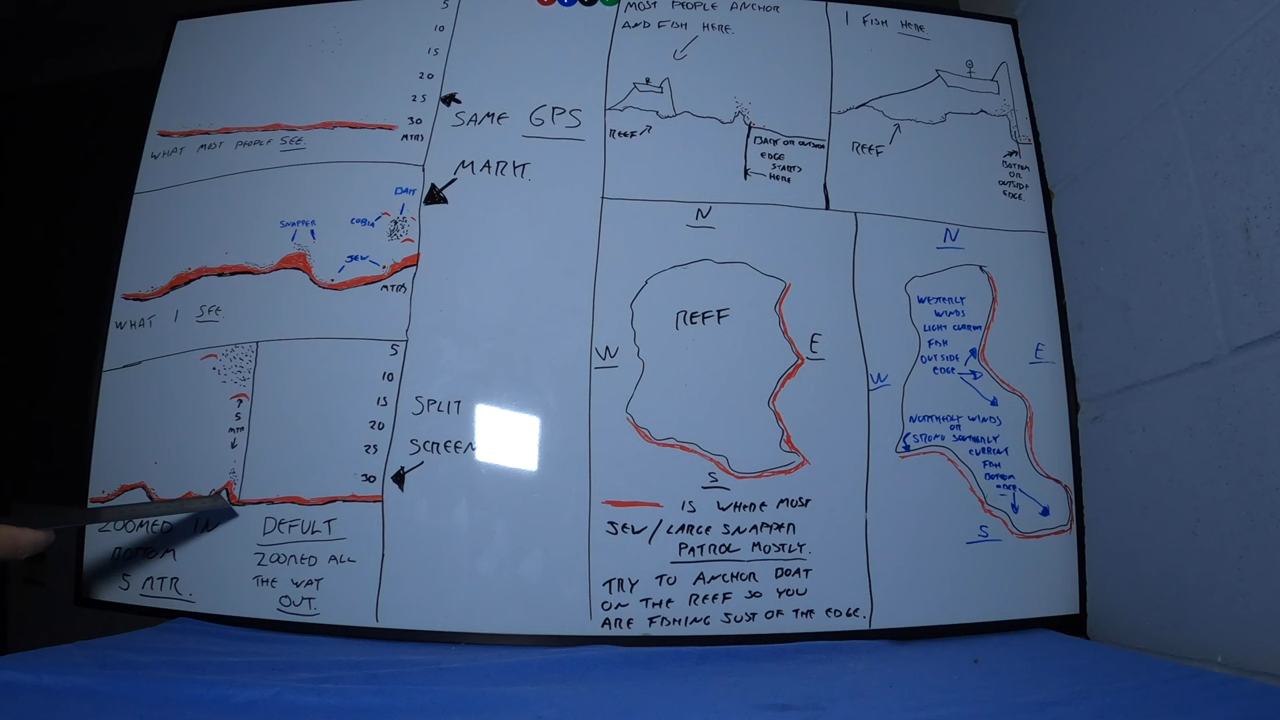 5
10
15
20
25
30
MTRS
WHAT MOST PEOPLE SEE.
SAME GPS
MARK.
BAIT
COBIA
SNAPPER
JEW
MTRS
WHAT I SEE.
5
10
15
20
25
30
?
5
MTR
SPLIT
SCREEN
ZOOMED IN
BOTTOM
5 MTR.
DEFULT
ZOOMED ALL
THE WAY
OUT.
MOST PEOPLE ANCHOR
AND FISH HERE.
REEF
BACK OR OUTSIDE
EDGE
STARTS
HERE
I FISH HERE.
REEF
BOTTOM
OR
OUTSIDE
EDGE.
N
REEF
W
E
S
IS WHERE MOST
JEW/LARGE SNAPPER
PATROL MOSTLY.
TRY TO ANCHOR BOAT
ON THE REEF SO YOU
ARE FISHING JUST OF THE EDGE.
N
WESTERLY
WINDS
LIGHT CURRENT
FISH
OUTSIDE
EDGE
E
W
NORTHERLY WINDS
OR
STRONG SOUTHERLY
CURRENT
FISH
BOTTOM
EDGE
S